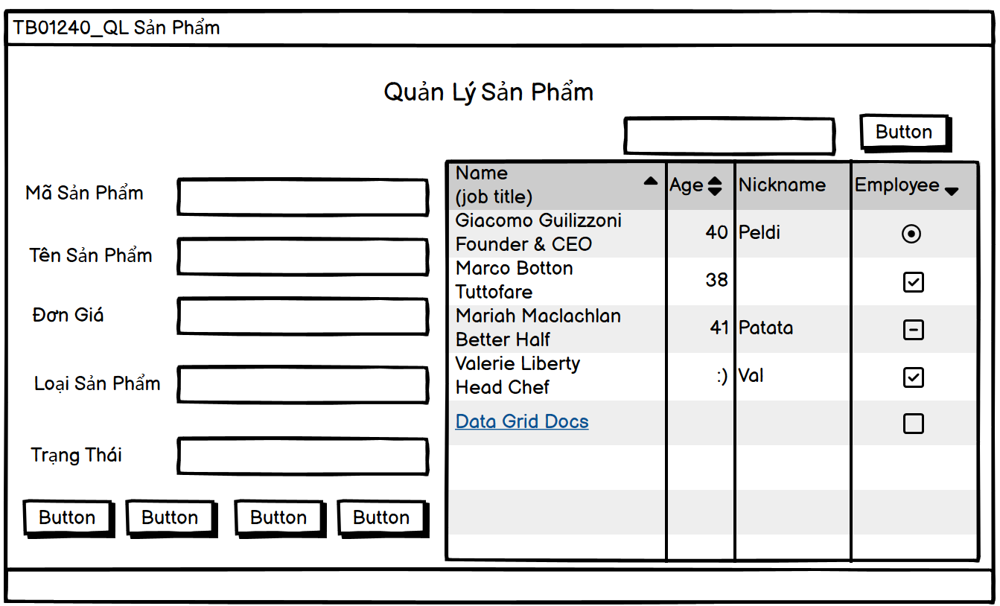 TB01240_QL Sản Phẩm
Quản Lý Sản Phẩm
Button
Mã Sản Phẩm
Tên Sản Phẩm
Đơn Giá
Loại Sản Phẩm
Trạng Thái
Button Button Button Button
Name
(job title)
Age
Nickname
Employee
Giacomo Guilizzoni
Founder & CEO
40
Peldi
Marco Botton
Tuttofare
38
Mariah Maclachlan
Better Half
41
Patata
Valerie Liberty
Head Chef
:)
Val
Data Grid Docs